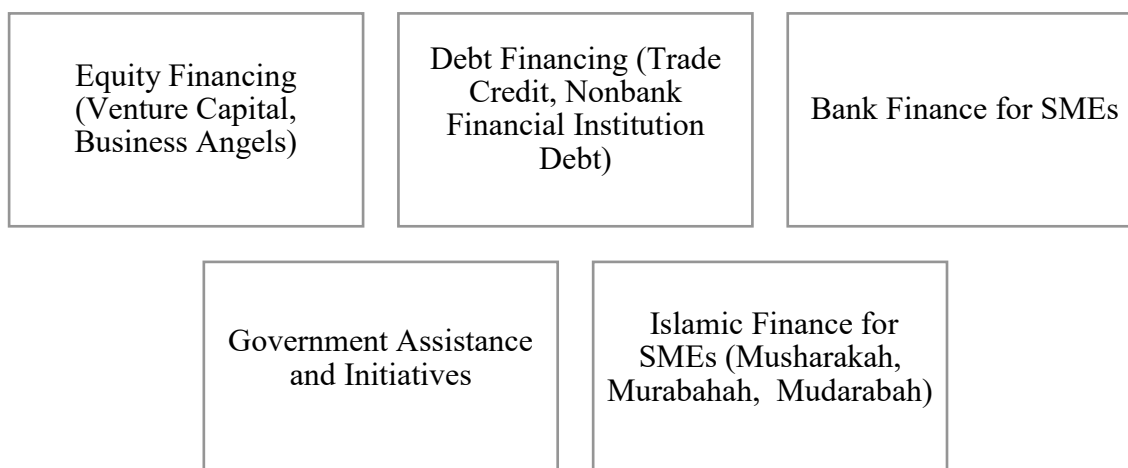 Equity Financing
(Venture Capital,
Business Angels)
Debt Financing (Trade
Credit, Nonbank
Financial Institution
Debt)
Bank Finance for SMEs
Government Assistance
and Initiatives
Islamic Finance for
SMEs (Musharakah,
Murabahah, Mudarabah)